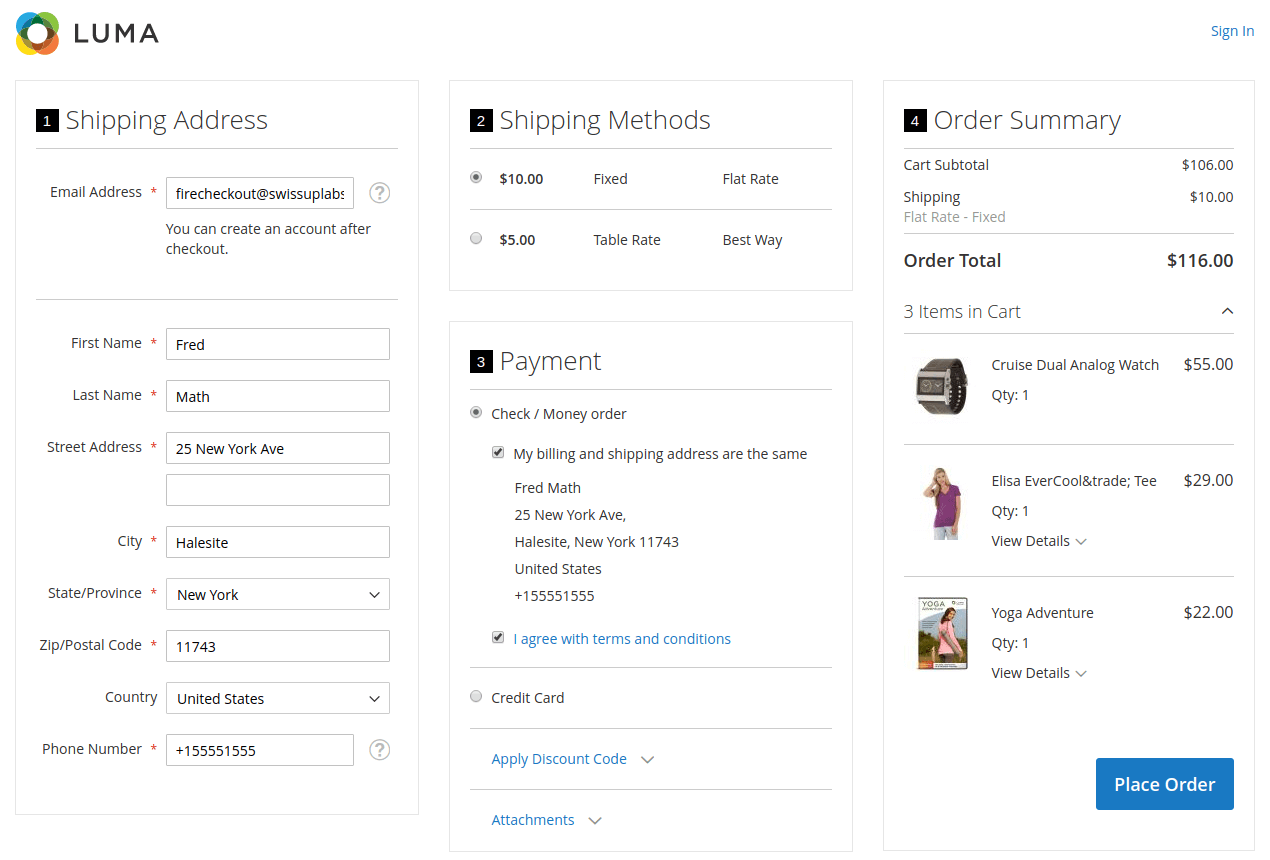 LUMA
Sign In
1 Shipping Address
Email Address * firecheckout@swissuplabs ?
You can create an account after
checkout.
First Name * Fred
Last Name * Math
Street Address * 25 New York Ave
City * Halesite
State/Province * New York
Zip/Postal Code * 11743
Country United States
Phone Number * +155551555 ?
2 Shipping Methods
$10.00 Fixed Flat Rate
$5.00 Table Rate Best Way
3 Payment
Check / Money order
My billing and shipping address are the same
Fred Math
25 New York Ave,
Halesite, New York 11743
United States
+155551555
I agree with terms and conditions
Credit Card
Apply Discount Code
Attachments
4 Order Summary
Cart Subtotal $106.00
Shipping $10.00
Flat Rate - Fixed
Order Total $116.00
3 Items in Cart
Cruise Dual Analog Watch $55.00
Qty: 1
Elisa EverCool&trade; Tee $29.00
Qty: 1
View Details
YOGA
Adventure
Yoga Adventure $22.00
Qty: 1
View Details
Place Order